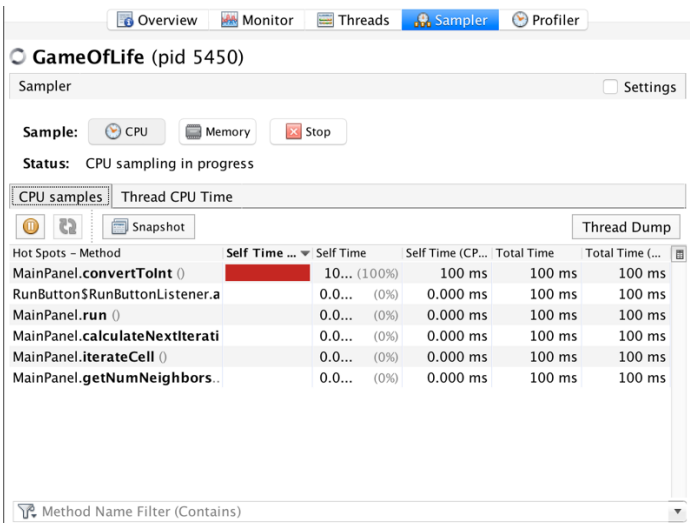 Overview Monitor Threads Sampler Profiler
GameOfLife (pid 5450)
Sampler Settings
Sample: CPU Memory Stop
Status: CPU sampling in progress
CPU samples Thread CPU Time
Snapshot Thread Dump
Hot Spots – Method Self Time ... Self Time Self Time (CP... Total Time Total Time (...
MainPanel.convertToInt () 10... (100%) 100 ms 100 ms 100 ms
RunButton$RunButtonListener.a 0.0... (0%) 0.000 ms 100 ms 100 ms
MainPanel.run () 0.0... (0%) 0.000 ms 100 ms 100 ms
MainPanel.calculateNextIterati 0.0... (0%) 0.000 ms 100 ms 100 ms
MainPanel.iterateCell () 0.0... (0%) 0.000 ms 100 ms 100 ms
MainPanel.getNumNeighbors.. 0.0... (0%) 0.000 ms 100 ms 100 ms
Method Name Filter (Contains)